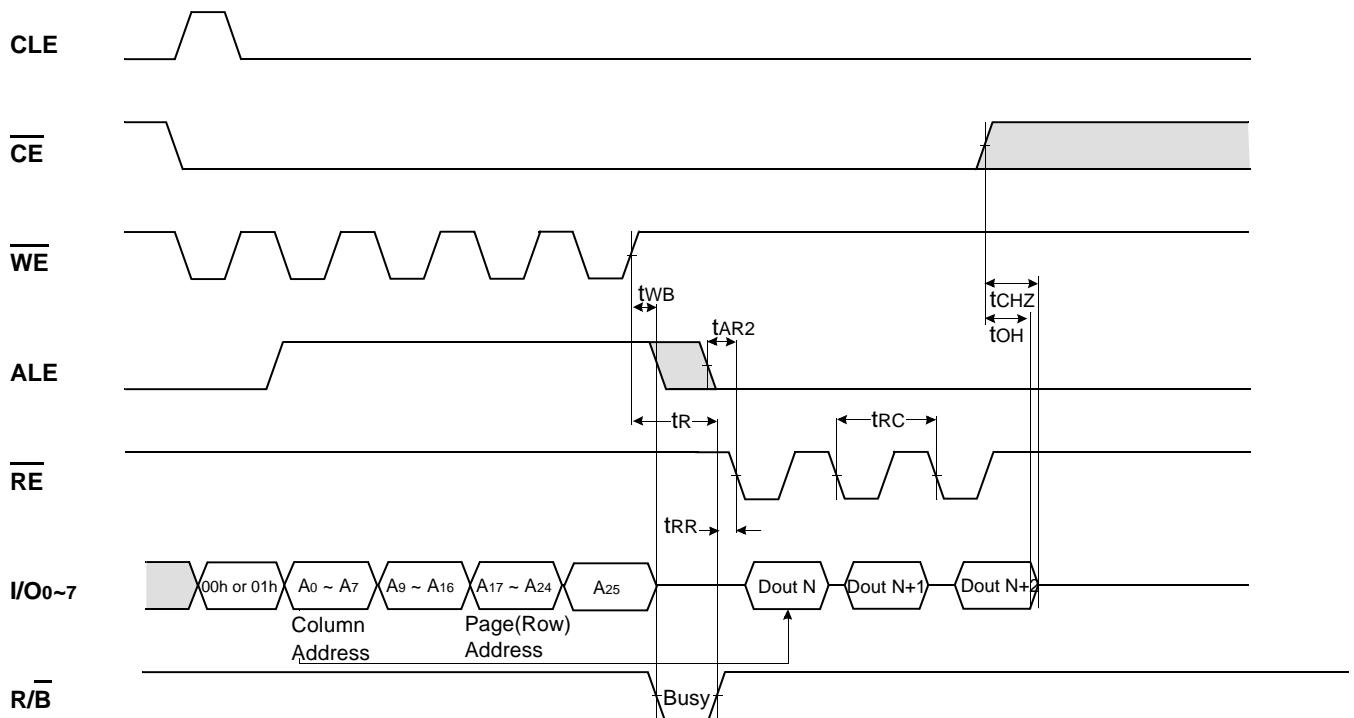 CLE
CE
WE
tWB
tCHZ
tAR2
tOH
ALE
tR
tRC
RE
tRR
I/O0~7
00h or 01h
A0 ~ A7
A9 ~ A16
A17 ~ A24
A25
Dout N
Dout N+1
Dout N+2
Column
Address
Page(Row)
Address
R/B
Busy